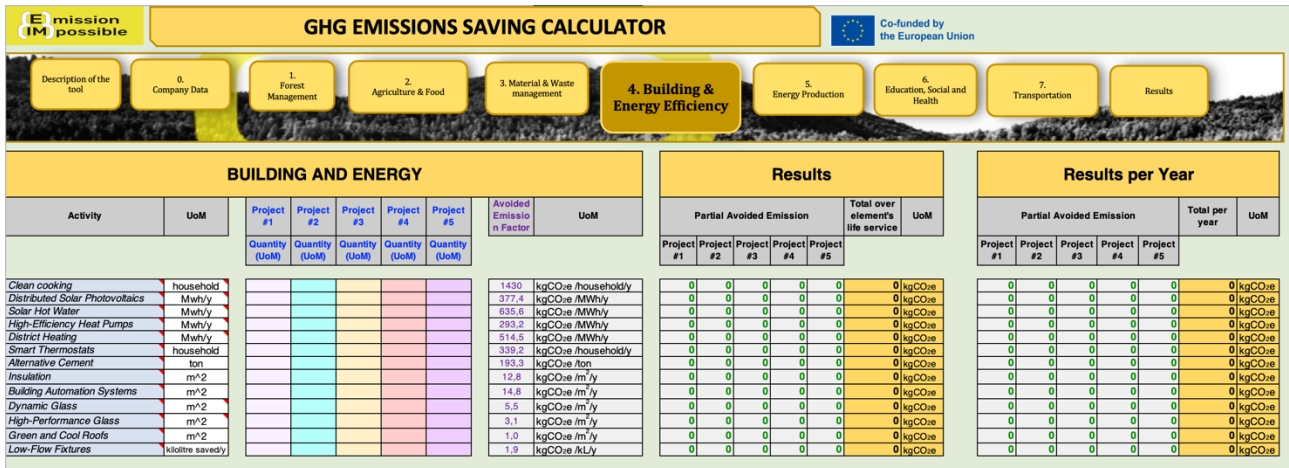 E mission
IM possible
GHG EMISSIONS SAVING CALCULATOR
Co-funded by
the European Union
Description of the
tool
0.
Company Data
1.
Forest
Management
2.
Agriculture & Food
3. Material & Waste
management
4. Building &
Energy Efficiency
5.
Energy Production
6.
Education, Social and
Health
7.
Transportation
Results
BUILDING AND ENERGY
Results
Results per Year
Activity UoM Project #1 Project #2 Project #3 Project #4 Project #5 Avoided Emissio n Factor UoM Partial Avoided Emission Total over element's life service UoM Partial Avoided Emission Total per year UoM
Quantity (UoM) Quantity (UoM) Quantity (UoM) Quantity (UoM) Quantity (UoM) Project #1 Project #2 Project #3 Project #4 Project #5 Project #1 Project #2 Project #3 Project #4 Project #5
Clean cooking household 1430 kgCO2e /household/y 0 0 0 0 0 0 kgCO2e 0 0 0 0 0 0 kgCO2e
Distributed Solar Photovoltaics Mwh/y 377,4 kgCO2e /MWh/y 0 0 0 0 0 0 kgCO2e 0 0 0 0 0 0 kgCO2e
Solar Hot Water Mwh/y 635,6 kgCO2e /MWh/y 0 0 0 0 0 0 kgCO2e 0 0 0 0 0 0 kgCO2e
High-Efficiency Heat Pumps Mwh/y 293,2 kgCO2e /MWh/y 0 0 0 0 0 0 kgCO2e 0 0 0 0 0 0 kgCO2e
District Heating Mwh/y 514,5 kgCO2e /MWh/y 0 0 0 0 0 0 kgCO2e 0 0 0 0 0 0 kgCO2e
Smart Thermostats household 339,2 kgCO2e /household/y 0 0 0 0 0 0 kgCO2e 0 0 0 0 0 0 kgCO2e
Alternative Cement ton 193,3 kgCO2e /ton 0 0 0 0 0 0 kgCO2e 0 0 0 0 0 0 kgCO2e
Insulation m^2 12,8 kgCO2e /m²/y 0 0 0 0 0 0 kgCO2e 0 0 0 0 0 0 kgCO2e
Building Automation Systems m^2 14,8 kgCO2e /m²/y 0 0 0 0 0 0 kgCO2e 0 0 0 0 0 0 kgCO2e
Dynamic Glass m^2 5,5 kgCO2e /m²/y 0 0 0 0 0 0 kgCO2e 0 0 0 0 0 0 kgCO2e
High-Performance Glass m^2 3,1 kgCO2e /m²/y 0 0 0 0 0 0 kgCO2e 0 0 0 0 0 0 kgCO2e
Green and Cool Roofs m^2 1,0 kgCO2e /m²/y 0 0 0 0 0 0 kgCO2e 0 0 0 0 0 0 kgCO2e
Low-Flow Fixtures kilolitre saved/y 1,9 kgCO2e /kL/y 0 0 0 0 0 0 kgCO2e 0 0 0 0 0 0 kgCO2e